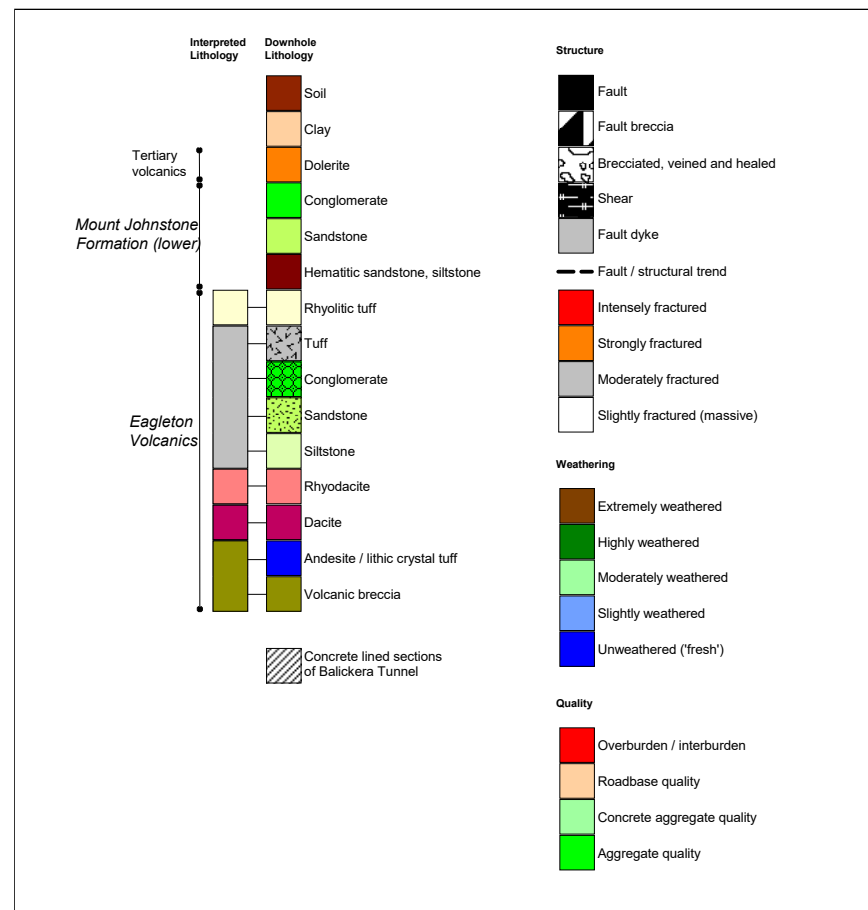 Interpreted
Lithology
Downhole
Lithology
Soil
Clay
Tertiary
volcanics
Dolerite
Conglomerate
Mount Johnstone
Formation (lower)
Sandstone
Hematitic sandstone, siltstone
Rhyolitic tuff
Tuff
Conglomerate
Eagleton
Volcanics
Sandstone
Siltstone
Rhyodacite
Dacite
Andesite / lithic crystal tuff
Volcanic breccia
Concrete lined sections
of Balickera Tunnel
Structure
Fault
Fault breccia
Brecciated, veined and healed
Shear
Fault dyke
Fault / structural trend
Intensely fractured
Strongly fractured
Moderately fractured
Slightly fractured (massive)
Weathering
Extremely weathered
Highly weathered
Moderately weathered
Slightly weathered
Unweathered ('fresh')
Quality
Overburden / interburden
Roadbase quality
Concrete aggregate quality
Aggregate quality